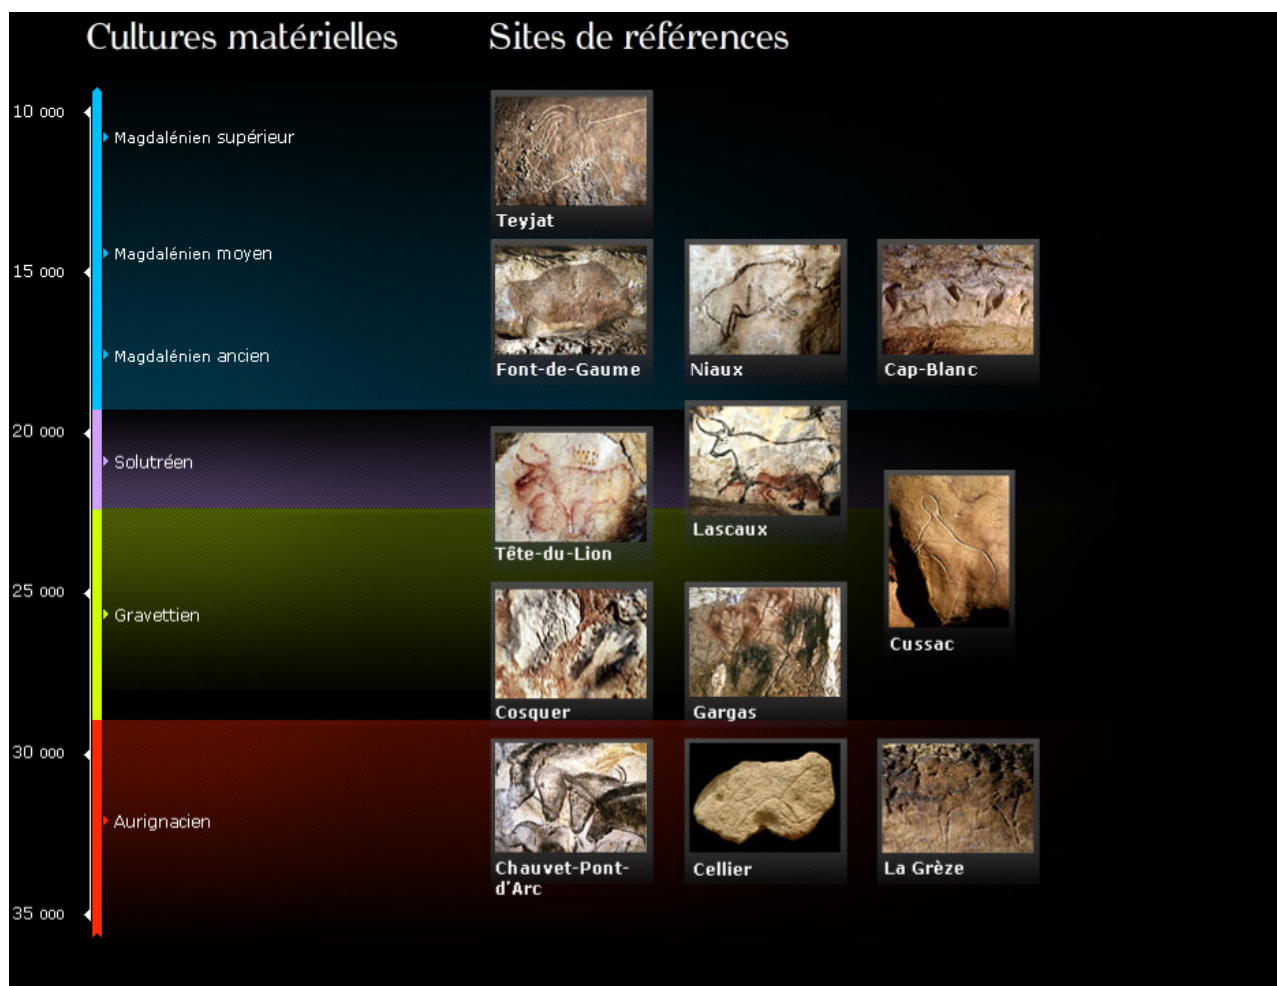 Cultures matérielles
Sites de références
10 000
Magdalénien supérieur
Teyjat
Magdalénien moyen
15 000
Magdalénien ancien
Font-de-Gaume
Niaux
Cap-Blanc
20 000
Solutréen
Tête-du-Lion
Lascaux
25 000
Gravettien
Cussac
Cosquer
Gargas
30 000
Aurignacien
Chauvet-Pont-
d'Arc
Cellier
La Grèze
35 000